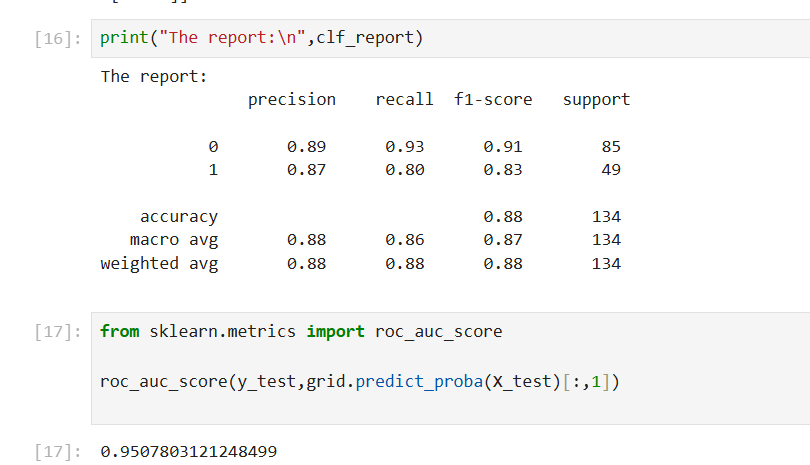 [16]: print("The report:\n",clf_report)
The report:
precision recall f1-score support
0 0.89 0.93 0.91 85
1 0.87 0.80 0.83 49
accuracy 0.88 134
macro avg 0.88 0.86 0.87 134
weighted avg 0.88 0.88 0.88 134
[17]: from sklearn.metrics import roc_auc_score
roc_auc_score(y_test,grid.predict_proba(X_test)[:,1])
[17]: 0.9507803121248499